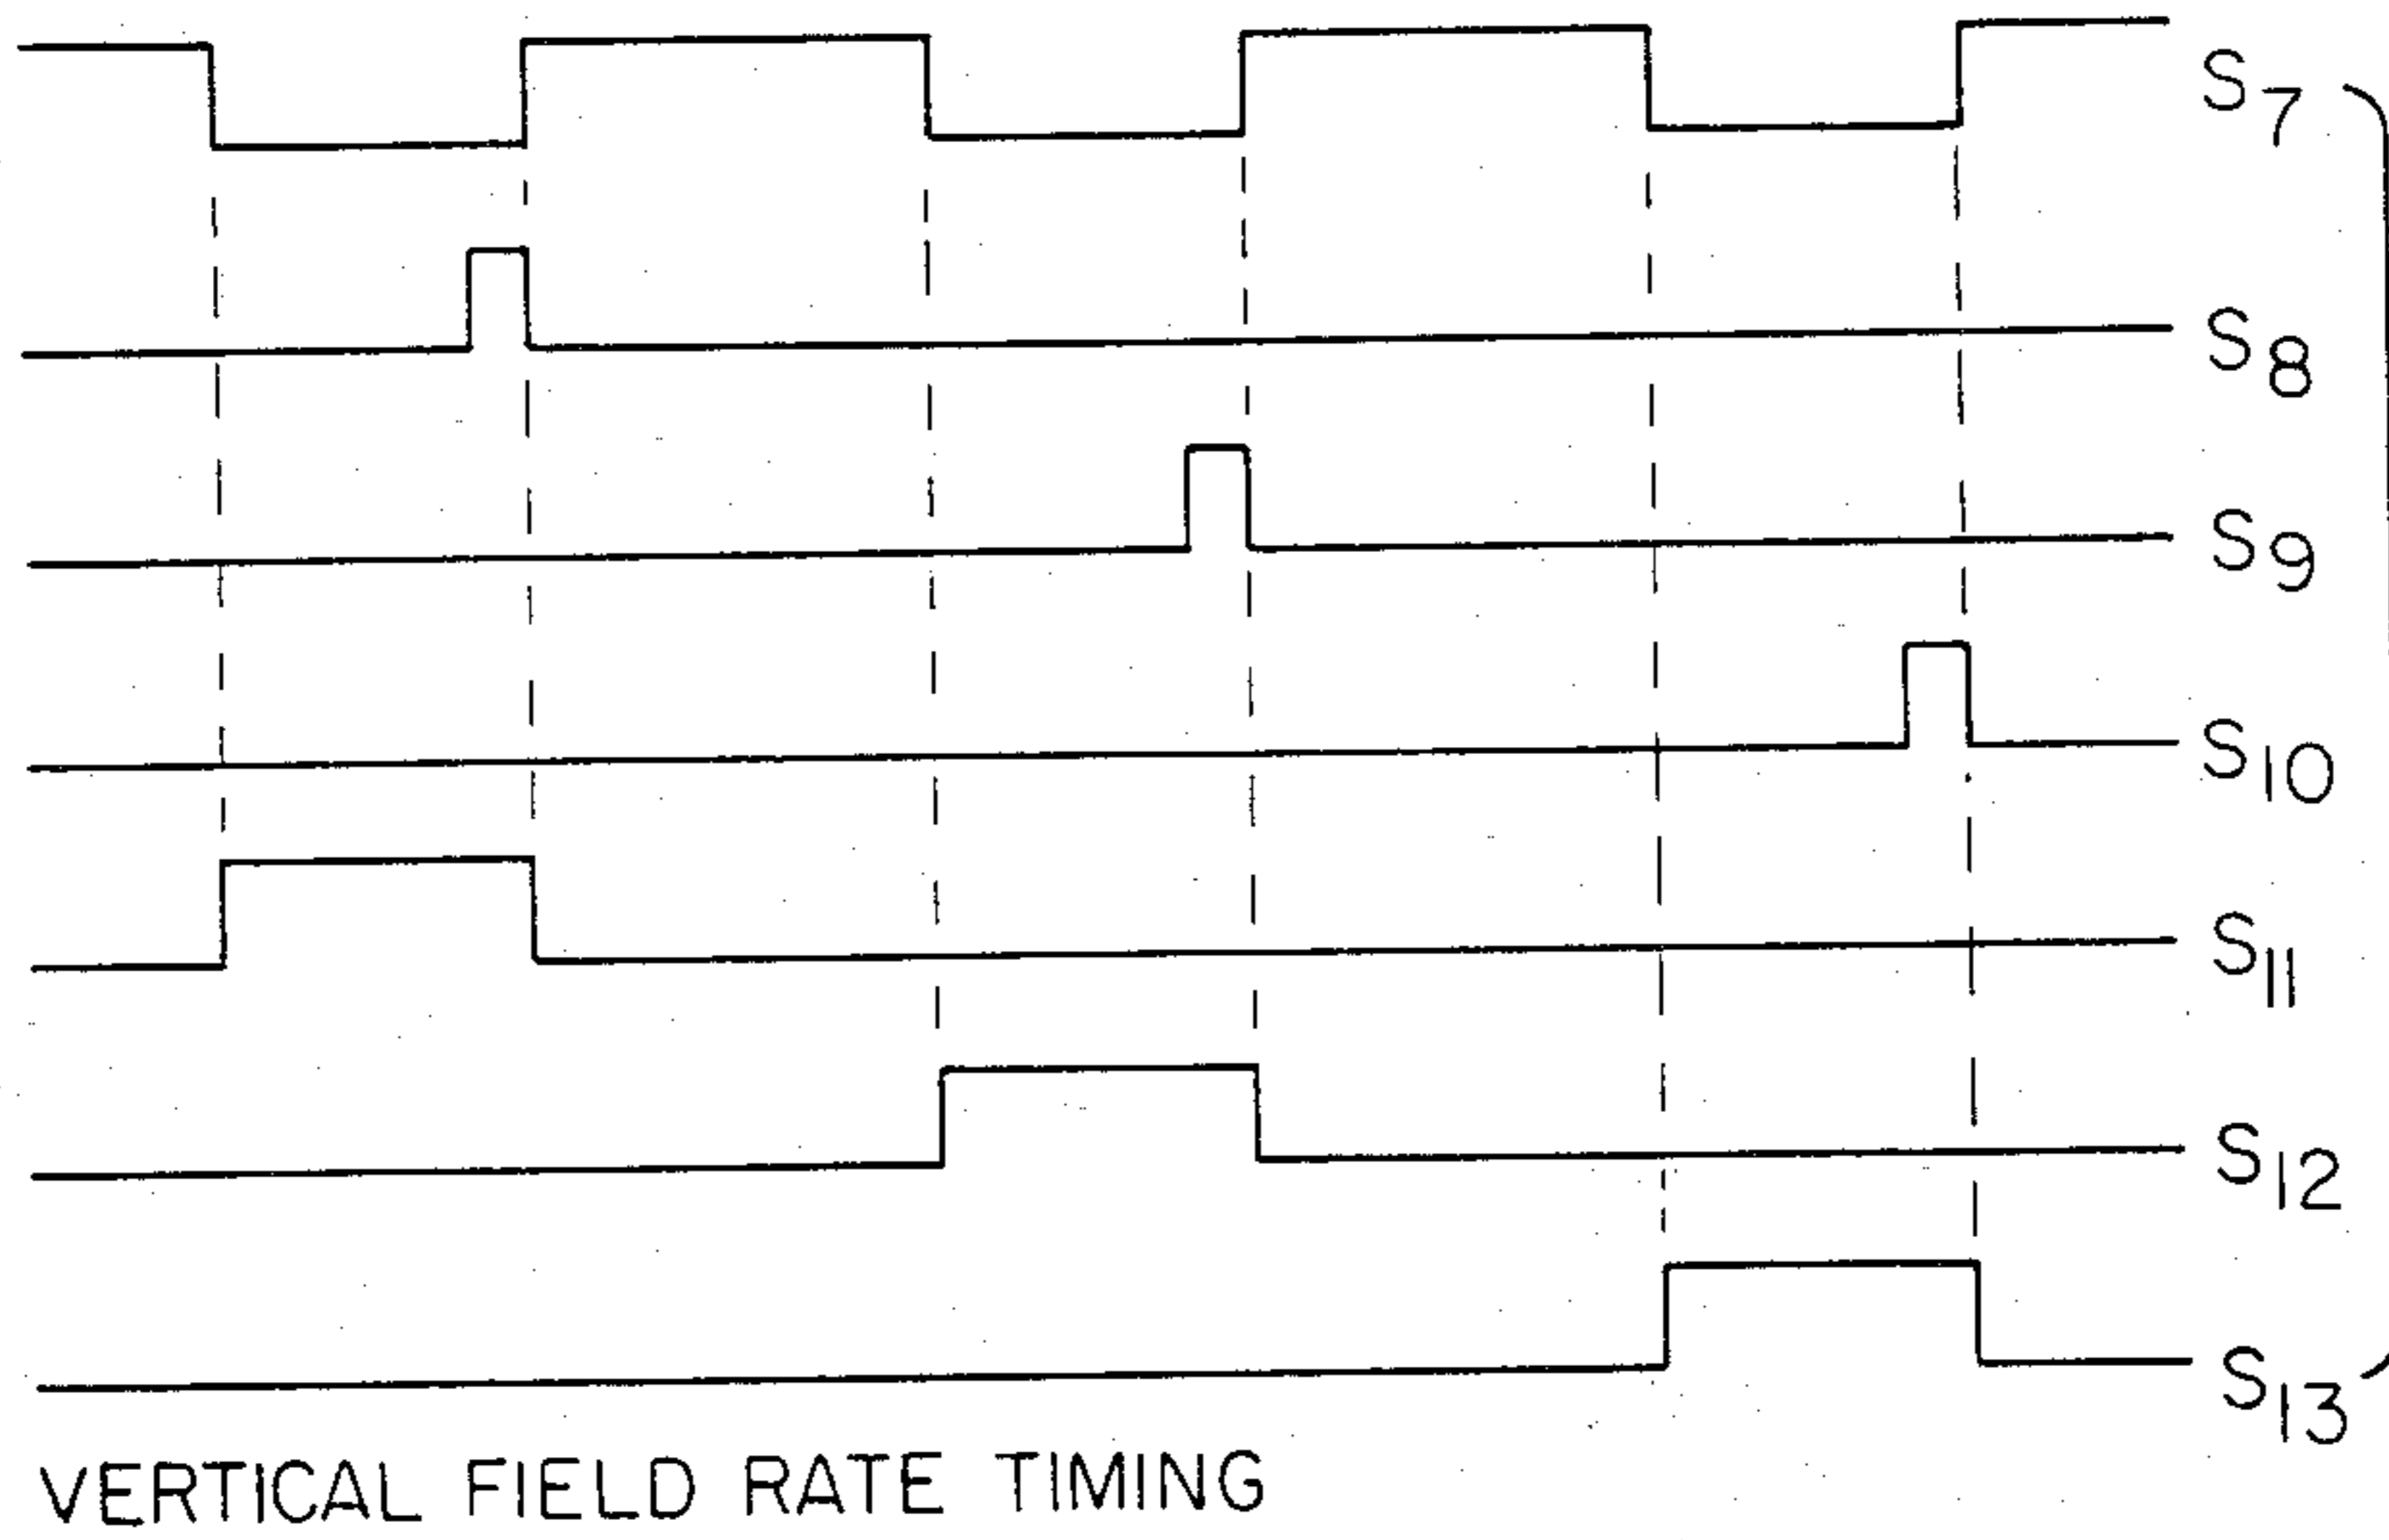 S7
S8
S9
S10
S11
S12
S13
VERTICAL FIELD RATE TIMING